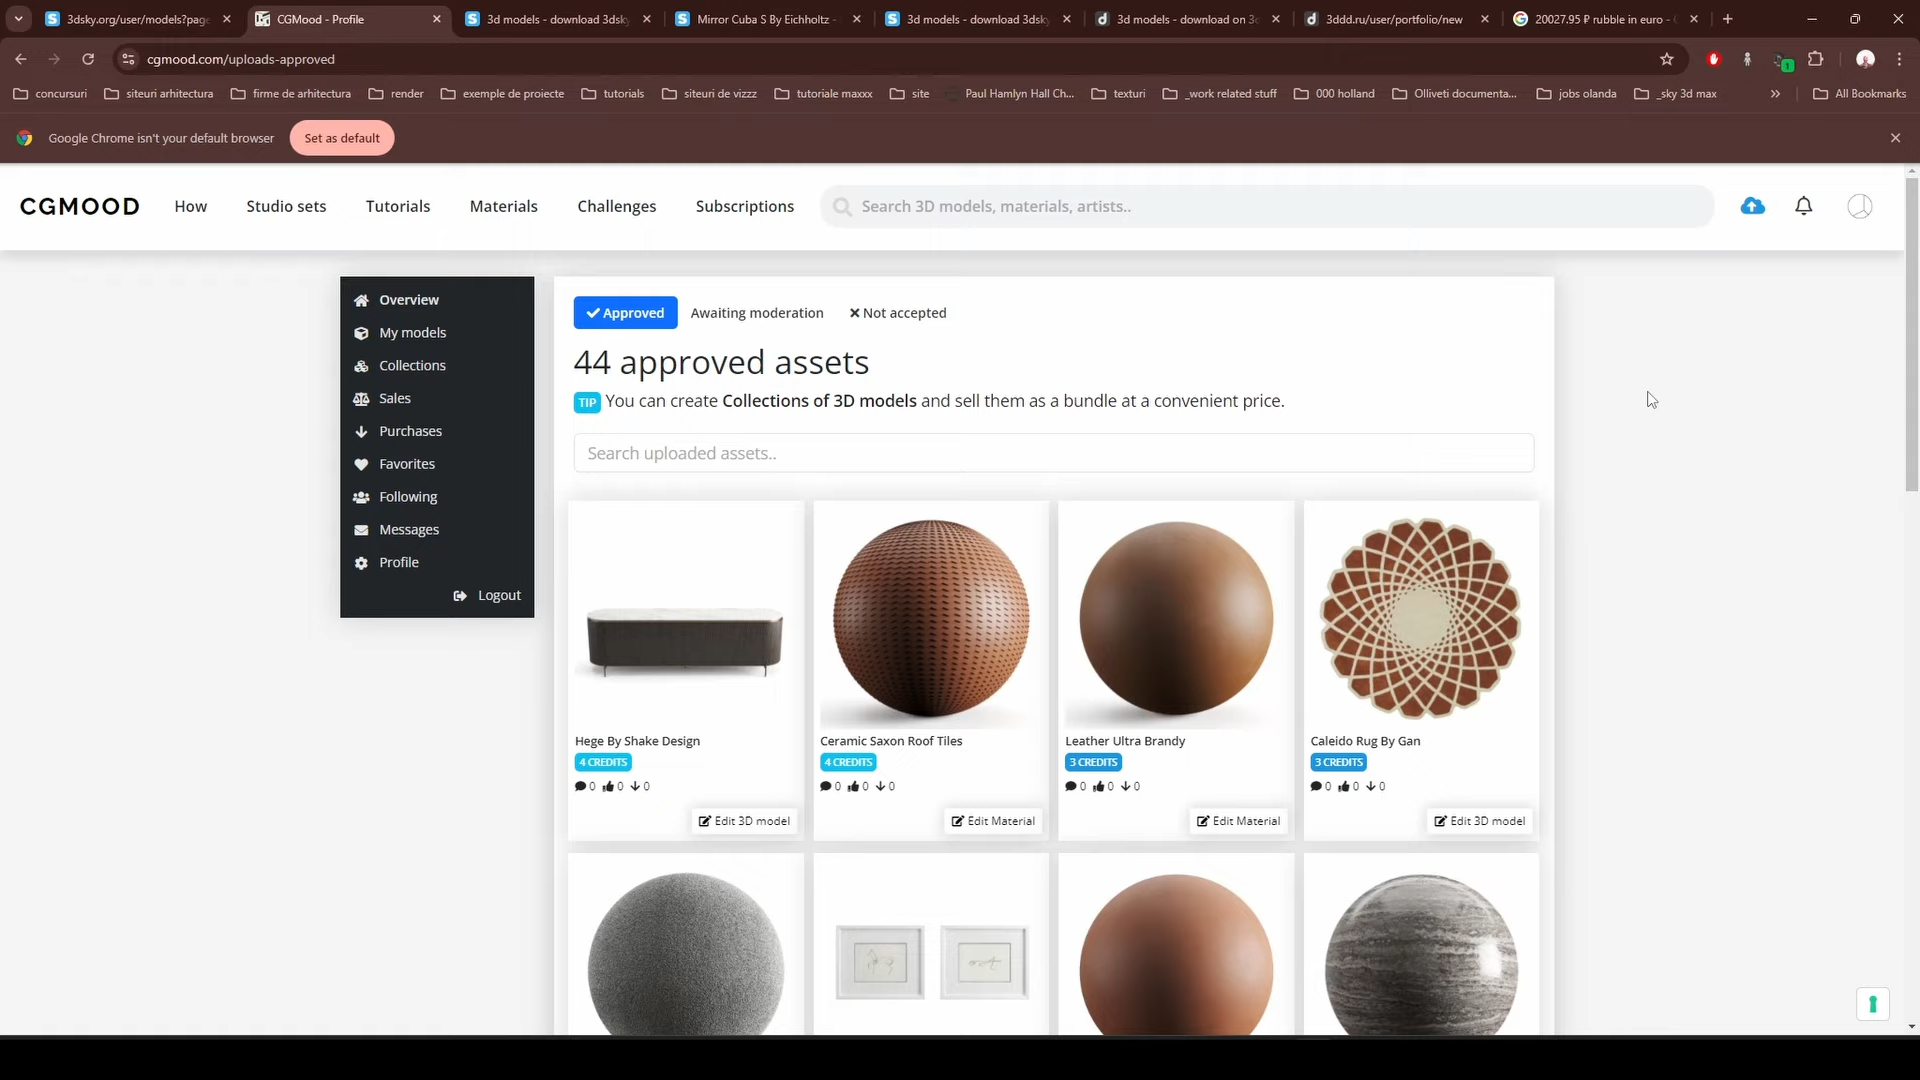 3dsky.org/user/models?page
CGMood - Profile
3d models - download 3dsky
Mirror Cuba S By Eichholtz -
3d models - download 3dsky
3d models - download on 3d
3ddd.ru/user/portfolio/new
20027.95 ₽ rubble in euro -
cgmood.com/uploads-approved
1
concursuri
siteuri arhitectura
firme de arhitectura
render
exemple de proiecte
tutorials
siteuri de vizzz
tutoriale maxxx
site
Paul Hamlyn Hall Ch...
texturi
_work related stuff
000 holland
Olliveti documenta...
jobs olanda
_sky 3d max
»
All Bookmarks
Google Chrome isn't your default browser
Set as default
CGMOOD
How
Studio sets
Tutorials
Materials
Challenges
Subscriptions
Search 3D models, materials, artists..
Overview
My models
Collections
Sales
Purchases
Favorites
Following
Messages
Profile
Logout
Approved
Awaiting moderation
Not accepted
44 approved assets
TIP You can create Collections of 3D models and sell them as a bundle at a convenient price.
Search uploaded assets..
Hege By Shake Design
4 CREDITS
0 0 0
Edit 3D model
Ceramic Saxon Roof Tiles
4 CREDITS
0 0 0
Edit Material
Leather Ultra Brandy
3 CREDITS
0 0 0
Edit Material
Caleido Rug By Gan
3 CREDITS
0 0 0
Edit 3D model